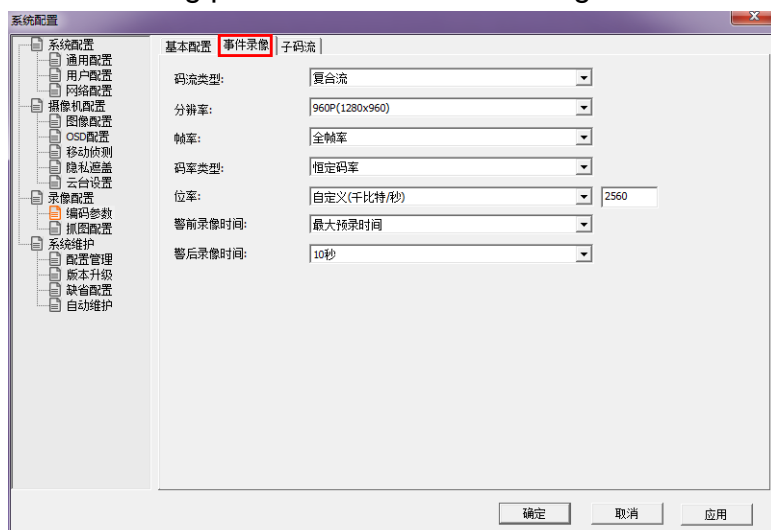 系统配置
系统配置
通用配置
用户配置
网络配置
摄像机配置
图像配置
OSD配置
移动侦测
隐私遮盖
云台设置
录像配置
编码参数
抓图配置
系统维护
配置管理
版本升级
缺省配置
自动维护
基本配置 事件录像 子码流
码流类型: 复合流
分辨率: 960P(1280x960)
帧率: 全帧率
码率类型: 恒定码率
位率: 自定义(千比特/秒) 2560
警前录像时间: 最大预录时间
警后录像时间: 10秒
确定 取消 应用